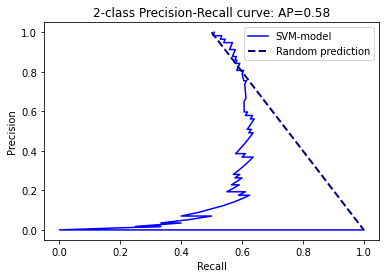 2-class Precision-Recall curve: AP=0.58
SVM-model
Random prediction
Precision
1.0
0.8
0.6
0.4
0.2
0.0
0.0 0.2 0.4 0.6 0.8 1.0
Recall